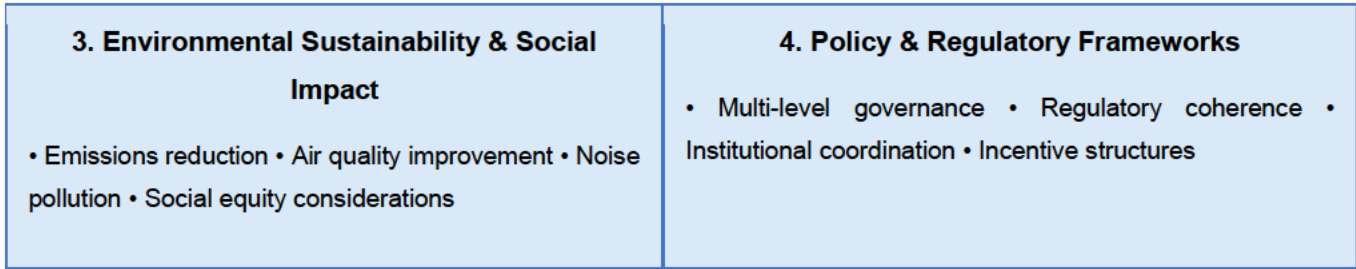 3. Environmental Sustainability & Social
Impact
• Emissions reduction • Air quality improvement • Noise
pollution • Social equity considerations
4. Policy & Regulatory Frameworks
• Multi-level governance • Regulatory coherence •
Institutional coordination • Incentive structures